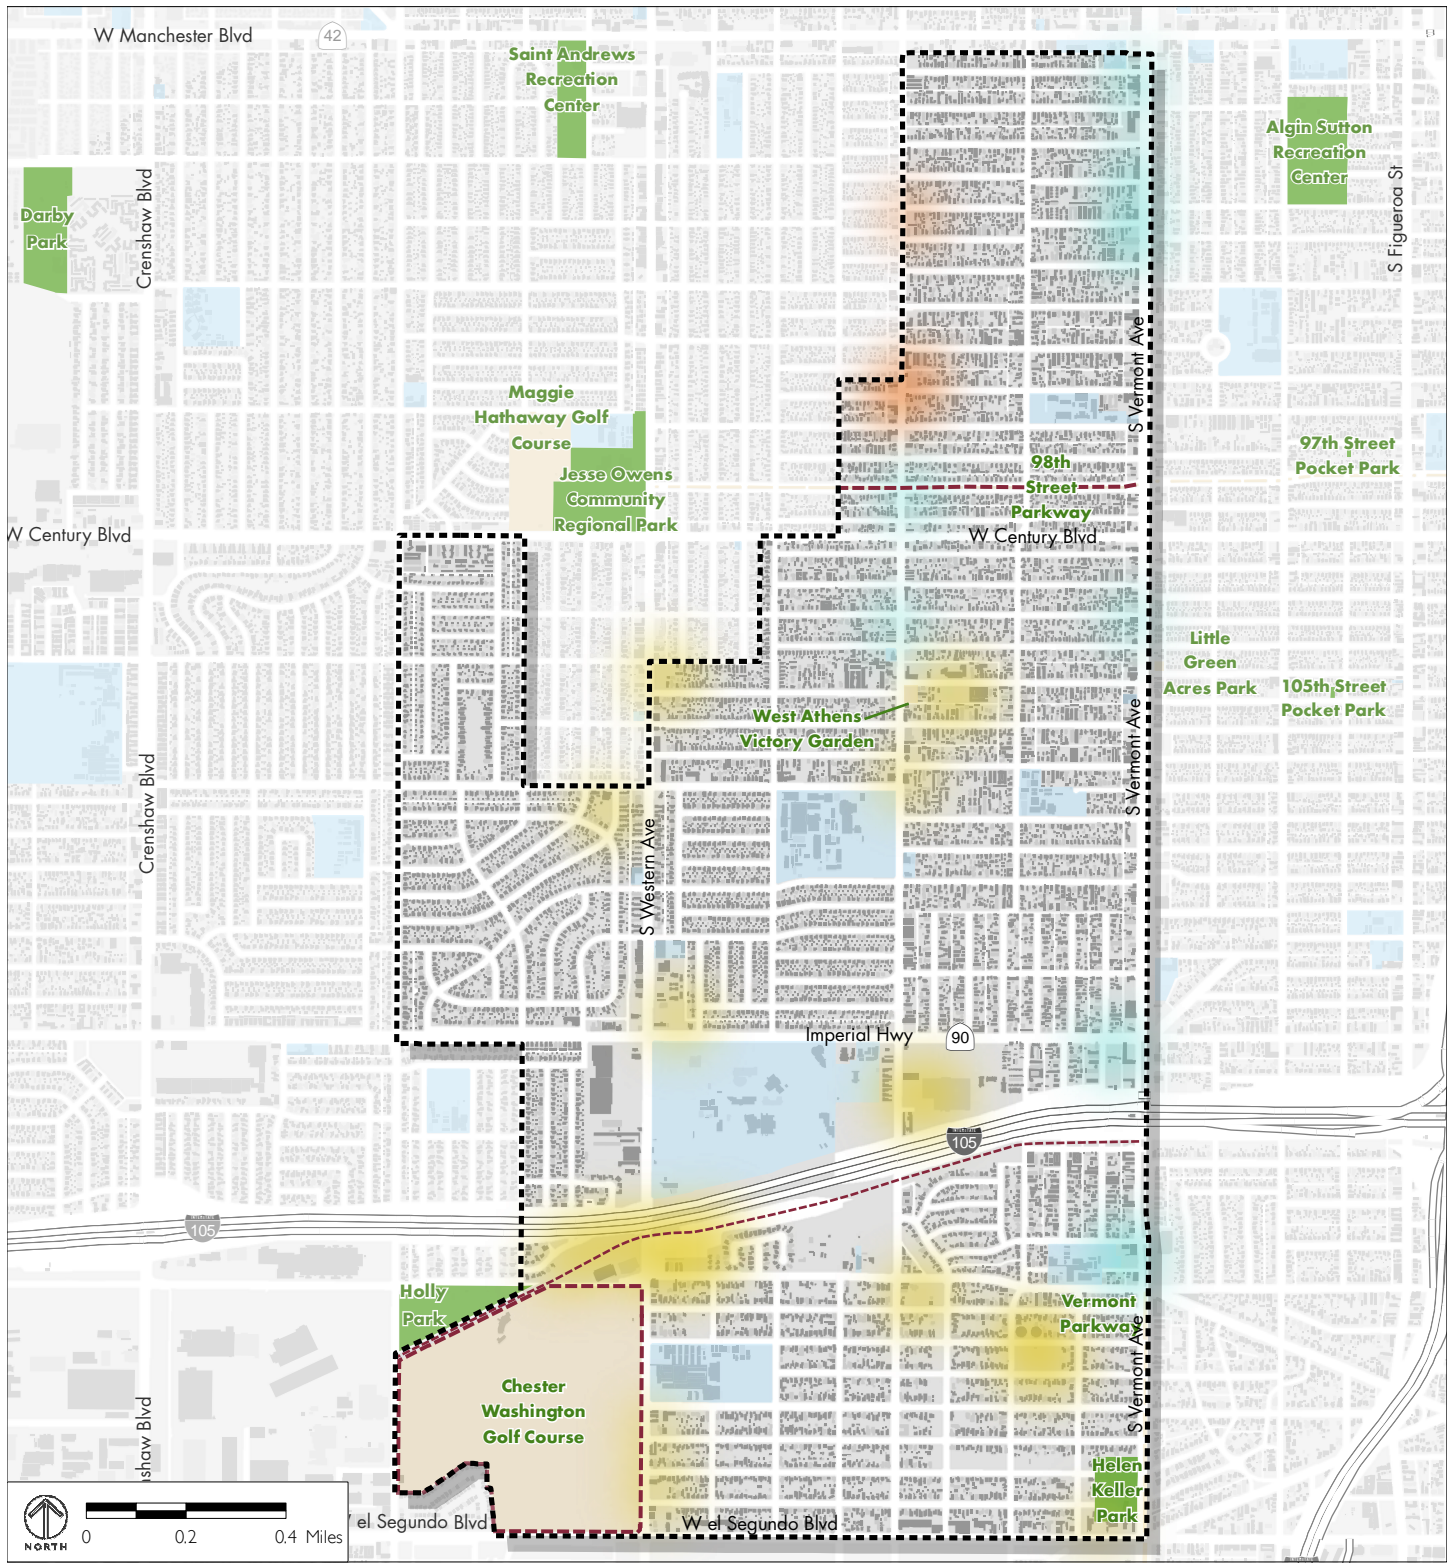 W Manchester Blvd
42
Saint Andrews
Recreation
Center
Algin Sutton
Recreation
Center
Darby
Park
Crenshaw Blvd
S Figueroa St
S Vermont Ave
Maggie
Hathaway Golf
Course
Jesse Owens
Community
Regional Park
98th
Street
Parkway
97th Street
Pocket Park
W Century Blvd
W Century Blvd
Little
Green
Acres Park
105th Street
Pocket Park
West Athens
Victory Garden
S Vermont Ave
Crenshaw Blvd
S Western Ave
Imperial Hwy
90
INTERSTATE
105
INTERSTATE
105
Holly
Park
Vermont
Parkway
S Vermont Ave
Chester
Washington
Golf Course
nshaw Blvd
Helen
Keller
Park
el Segundo Blvd
W el Segundo Blvd
NORTH
0 0.2 0.4 Miles